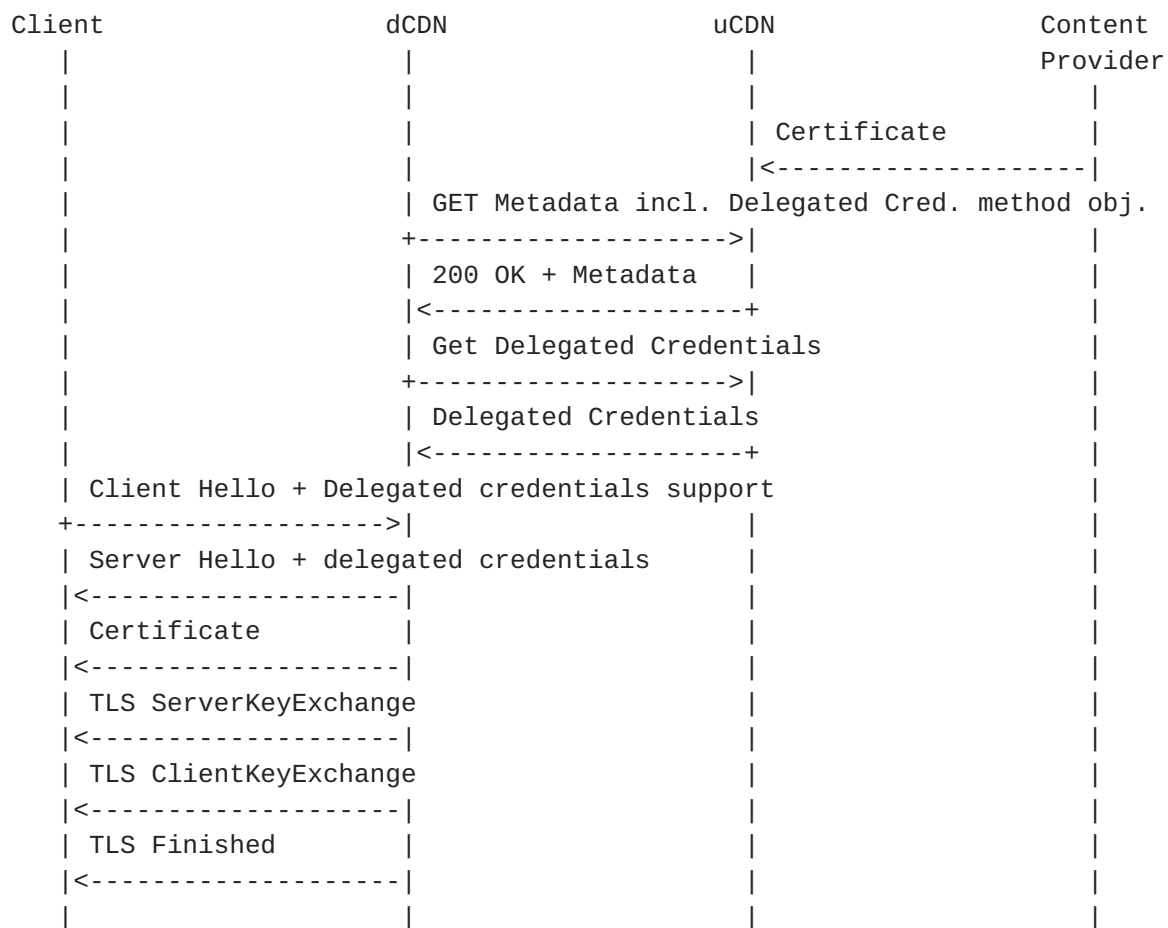 Client dCDN uCDN Content
Provider
Certificate
GET Metadata incl. Delegated Cred. method obj.
200 OK + Metadata
Get Delegated Credentials
Delegated Credentials
Client Hello + Delegated credentials support
Server Hello + delegated credentials
Certificate
TLS ServerKeyExchange
TLS ClientKeyExchange
TLS Finished